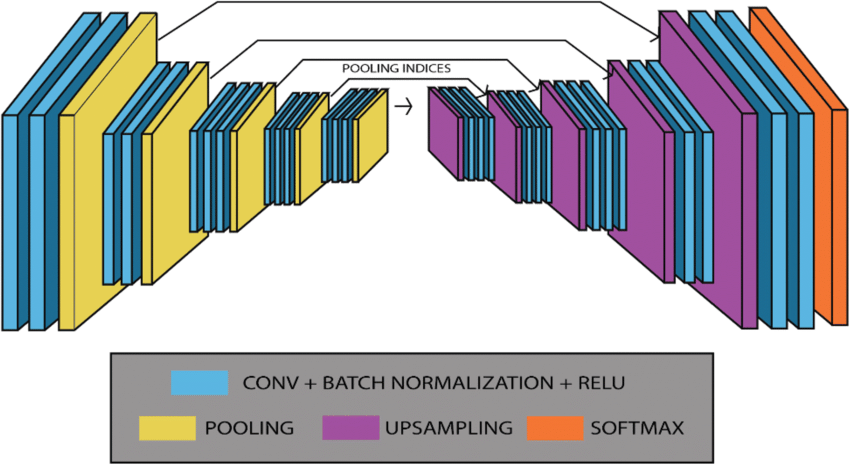 POOLING INDICES
CONV + BATCH NORMALIZATION + RELU
POOLING UPSAMPLING SOFTMAX